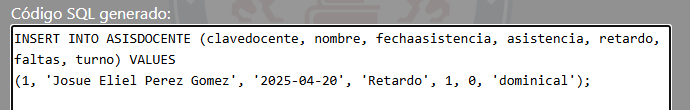 Código SQL generado:
INSERT INTO ASISDOCENTE (clavedocente, nombre, fechaasistencia, asistencia, retardo,
faltas, turno) VALUES
(1, 'Josue Eliel Perez Gomez', '2025-04-20', 'Retardo', 1, 0, 'dominical');